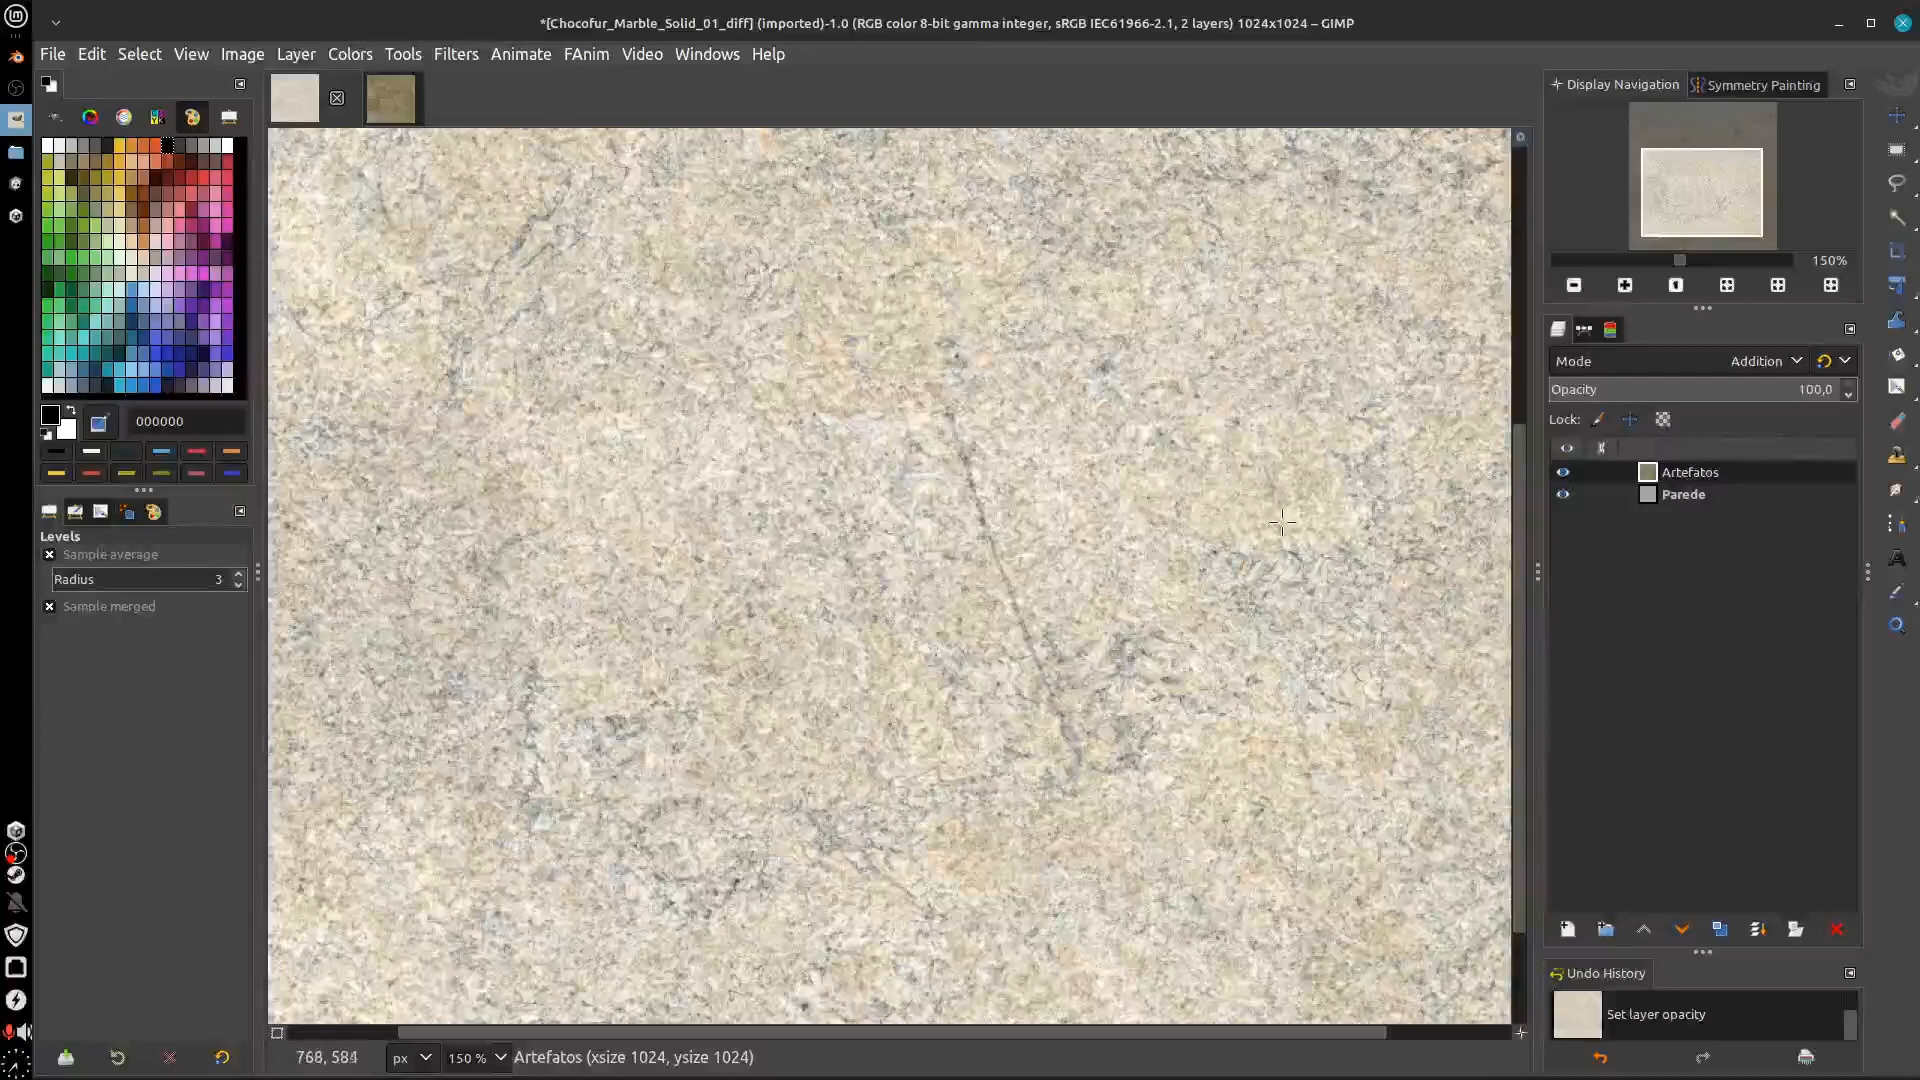 *[Chocofur_Marble_Solid_01_diff] (imported)-1.0 (RGB color 8-bit gamma integer, sRGB IEC61966-2.1, 2 layers) 1024x1024 – GIMP
File Edit Select View Image Layer Colors Tools Filters Animate FAnim Video Windows Help
Display Navigation
Symmetry Painting
150%
Mode Addition
Opacity 100,0
Lock:
Artefatos
Parede
000000
Levels
Sample average
Radius 3
Sample merged
Undo History
Set layer opacity
768, 584 px 150 % Artefatos (xsize 1024, ysize 1024)